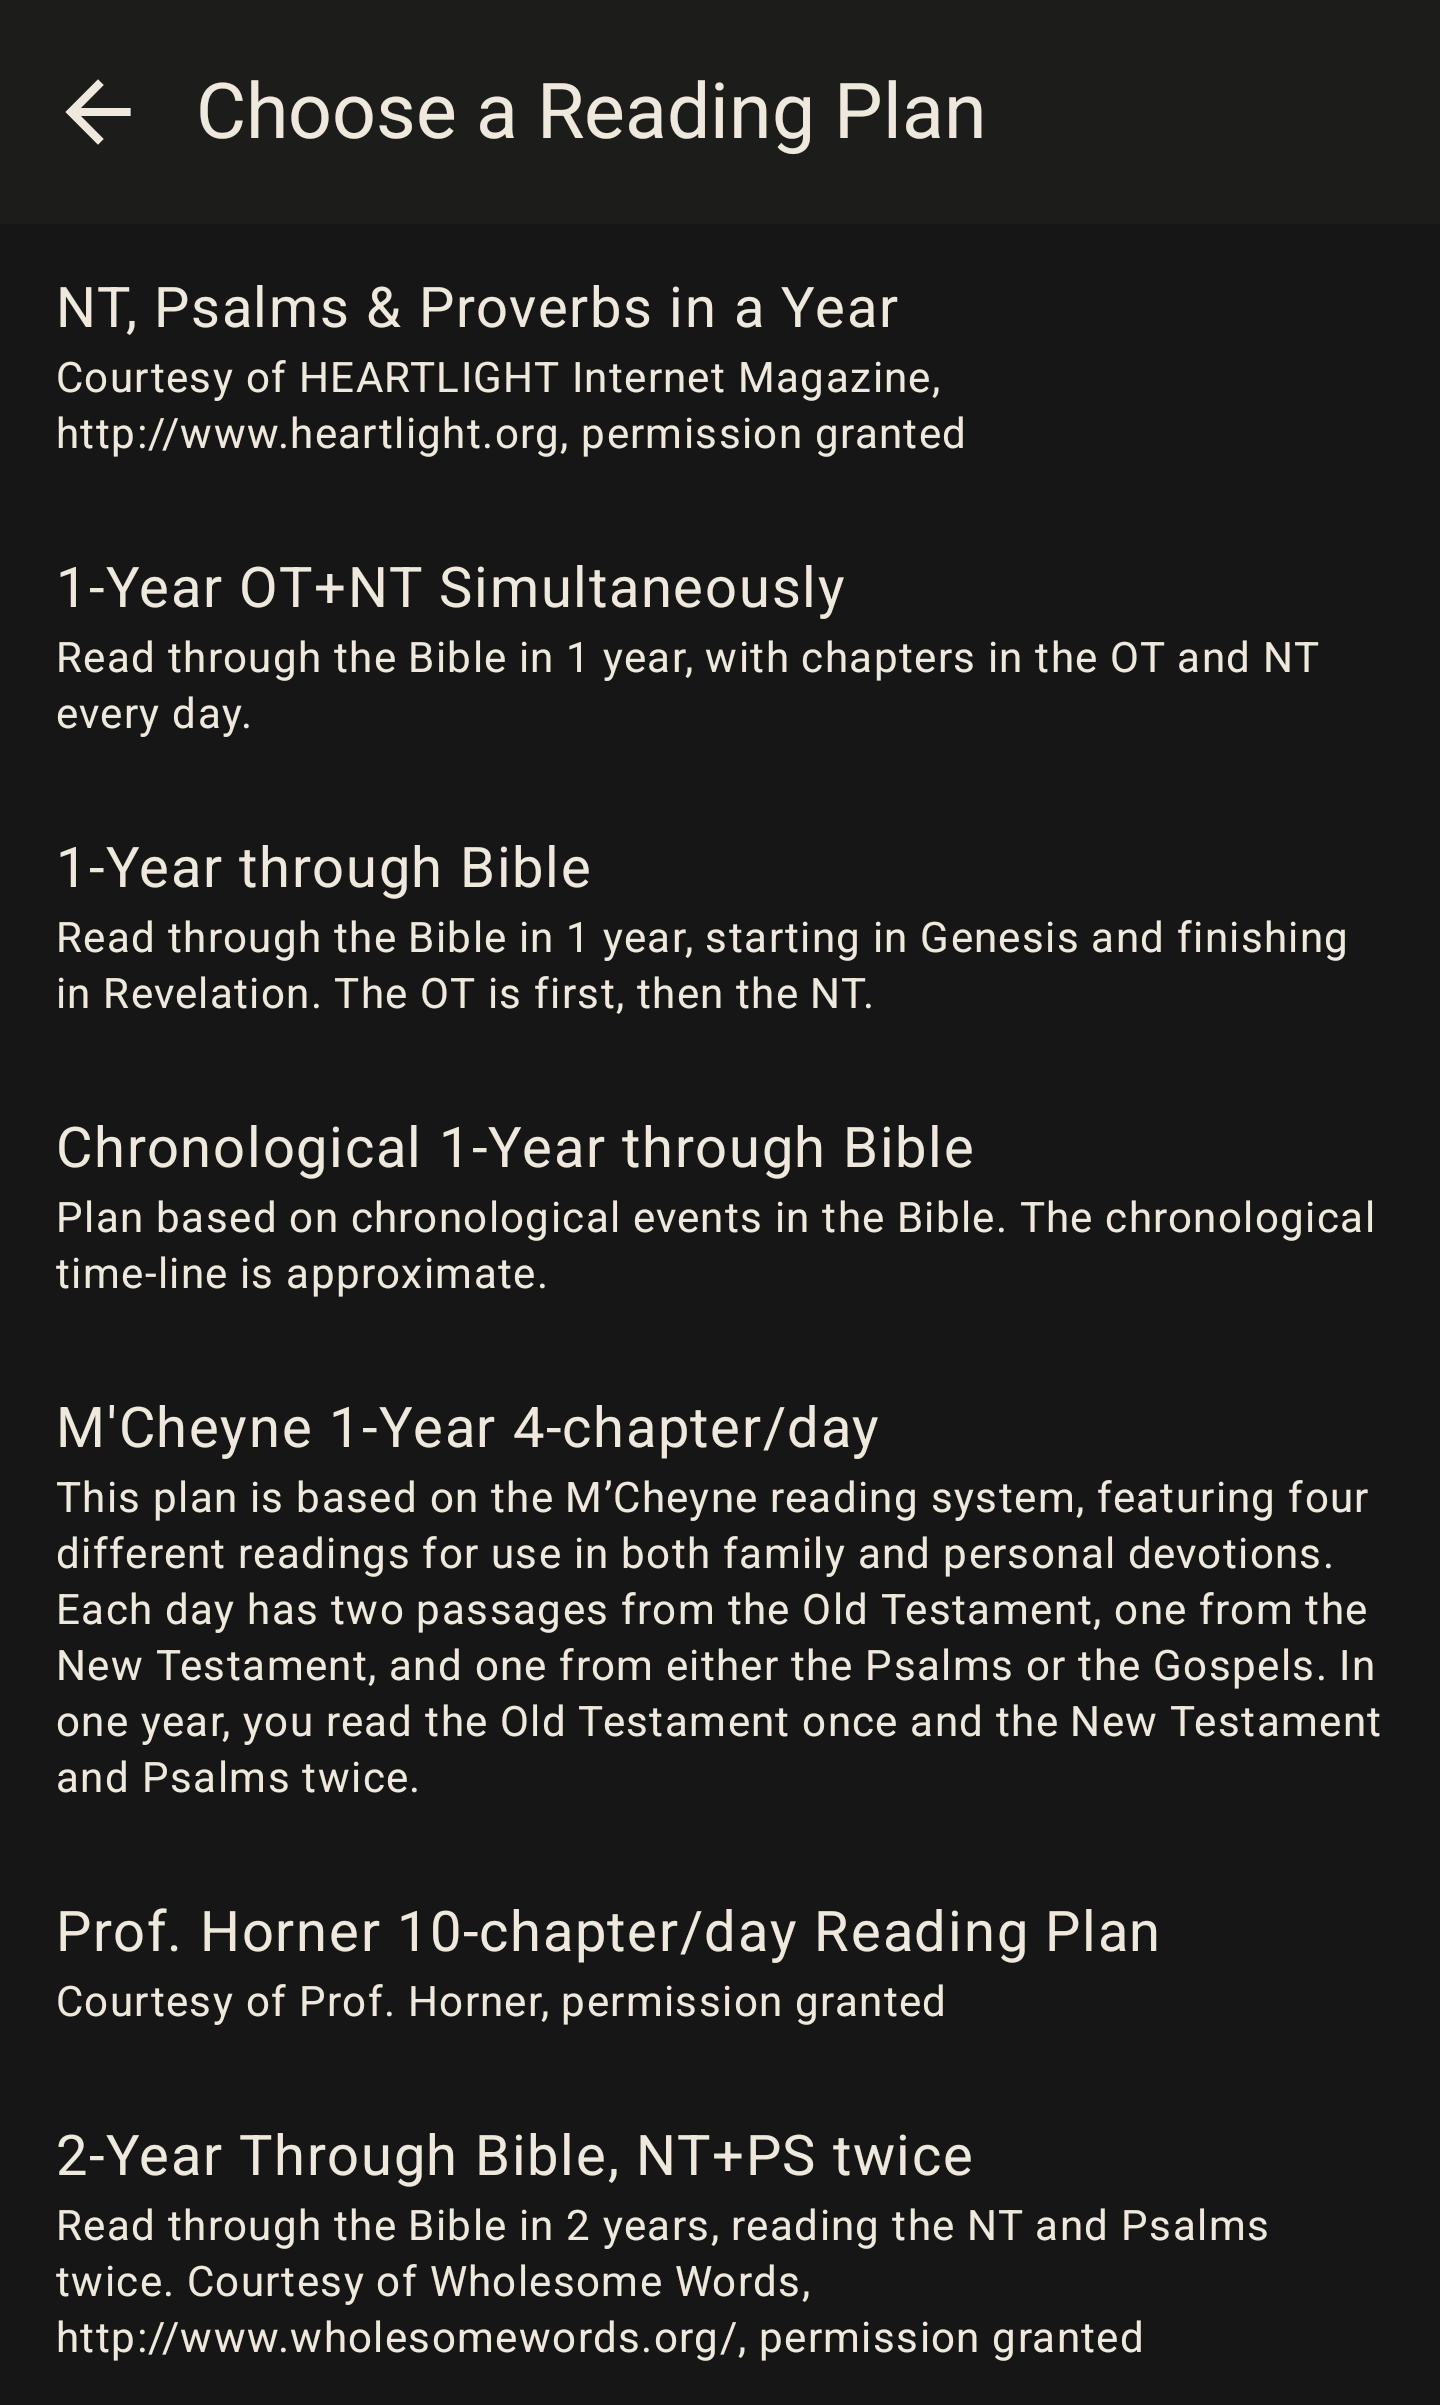 Choose a Reading Plan
NT, Psalms & Proverbs in a Year
Courtesy of HEARTLIGHT Internet Magazine,
http://www.heartlight.org, permission granted
1-Year OT+NT Simultaneously
Read through the Bible in 1 year, with chapters in the OT and NT
every day.
1-Year through Bible
Read through the Bible in 1 year, starting in Genesis and finishing
in Revelation. The OT is first, then the NT.
Chronological 1-Year through Bible
Plan based on chronological events in the Bible. The chronological
time-line is approximate.
M'Cheyne 1-Year 4-chapter/day
This plan is based on the M’Cheyne reading system, featuring four
different readings for use in both family and personal devotions.
Each day has two passages from the Old Testament, one from the
New Testament, and one from either the Psalms or the Gospels. In
one year, you read the Old Testament once and the New Testament
and Psalms twice.
Prof. Horner 10-chapter/day Reading Plan
Courtesy of Prof. Horner, permission granted
2-Year Through Bible, NT+PS twice
Read through the Bible in 2 years, reading the NT and Psalms
twice. Courtesy of Wholesome Words,
http://www.wholesomewords.org/, permission granted